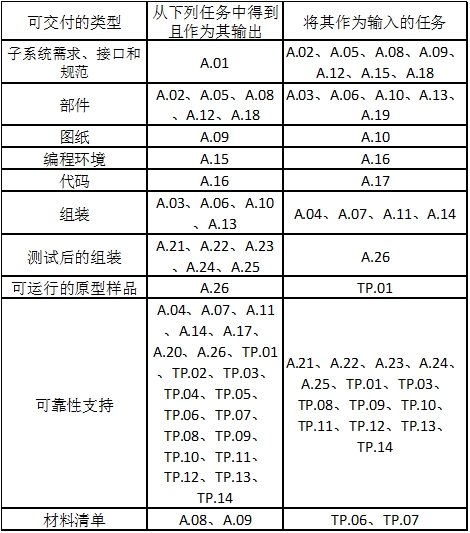 可交付的类型
从下列任务中得到
且作为其输出
将其作为输入的任务
子系统需求、接口和
规范
A.01
A.02、A.05、A.08、A.09、
A.12、A.15、A.18
部件
A.02、A.05、A.08
、A.12、A.18
A.03、A.06、A.10、A.13、
A.19
图纸
A.09
A.10
编程环境
A.15
A.16
代码
A.16
A.17
组装
A.03、A.06、A.10
、A.13
A.04、A.07、A.11、A.14
测试后的组装
A.21、A.22、A.23
、A.24、A.25
A.26
可运行的原型样品
A.26
TP.01
可靠性支持
A.04、A.07、A.11
、A.14、A.17、
A.20、A.26、TP.01
、TP.02、TP.03、
TP.04、TP.05、
TP.06、TP.07、
TP.08、TP.09、
TP.10、TP.11、
TP.12、TP.13、
TP.14
A.21、A.22、A.23、A.24、
A.25、TP.01、TP.03、
TP.08、TP.09、TP.10、
TP.11、TP.12、TP.13、
TP.14
材料清单
A.08、A.09
TP.06、TP.07